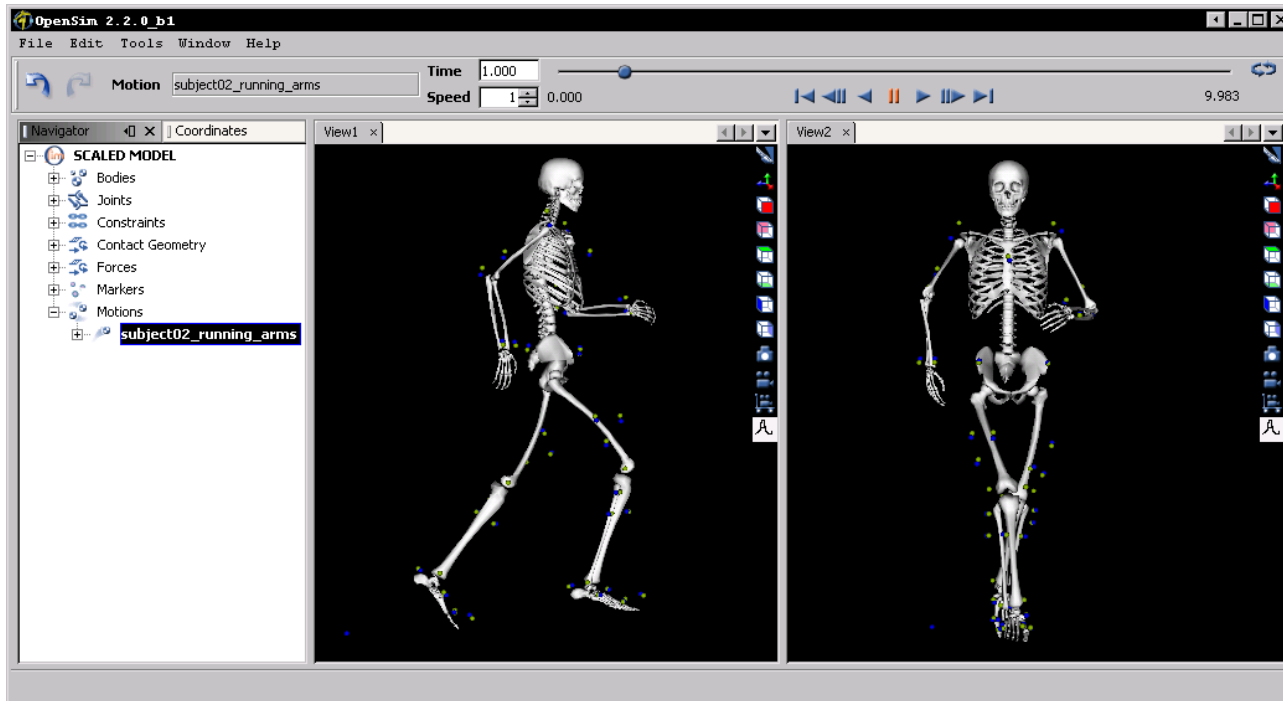 OpenSim 2.2.0_b1
File Edit Tools Window Help
Motion subject02_running_arms
Time 1.000
Speed 1 0.000
9.983
Navigator Coordinates
View1
View2
SCALED MODEL
Bodies
Joints
Constraints
Contact Geometry
Forces
Markers
Motions
subject02_running_arms